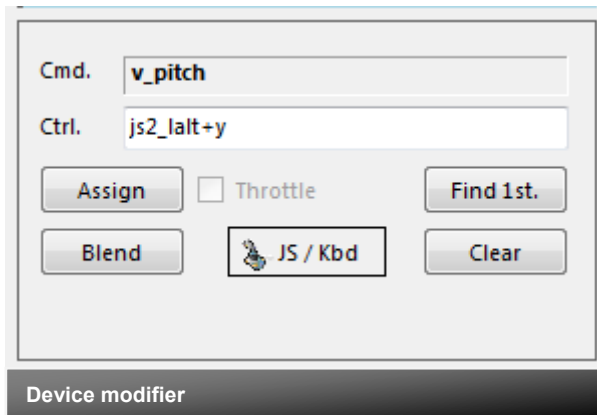 Cmd. v_pitch
Ctrl. js2_lalt+y
Assign Throttle Find 1st.
Blend JS / Kbd Clear
Device modifier